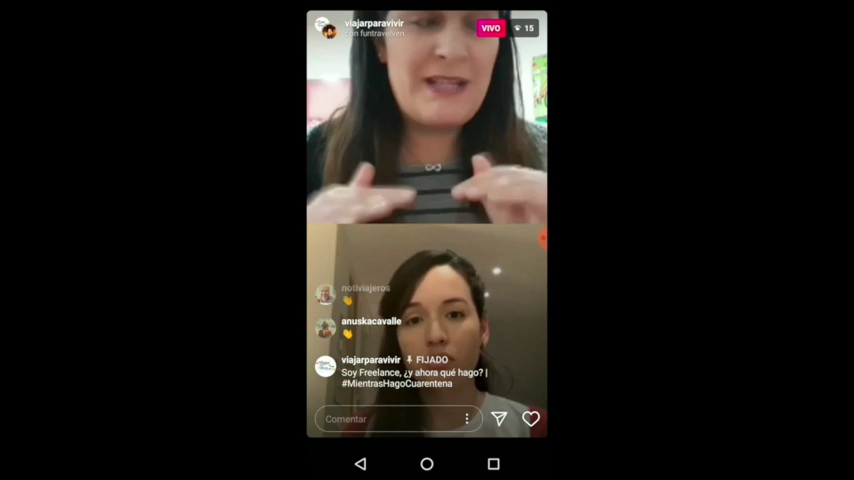 viajarparavivir
con funtravelven
VIVO
15
notiviajeros
anuskacavalle
viajarparavivir FIJADO
Soy Freelance, ¿y ahora qué hago? |
#MientrasHagoCuarentena
Comentar